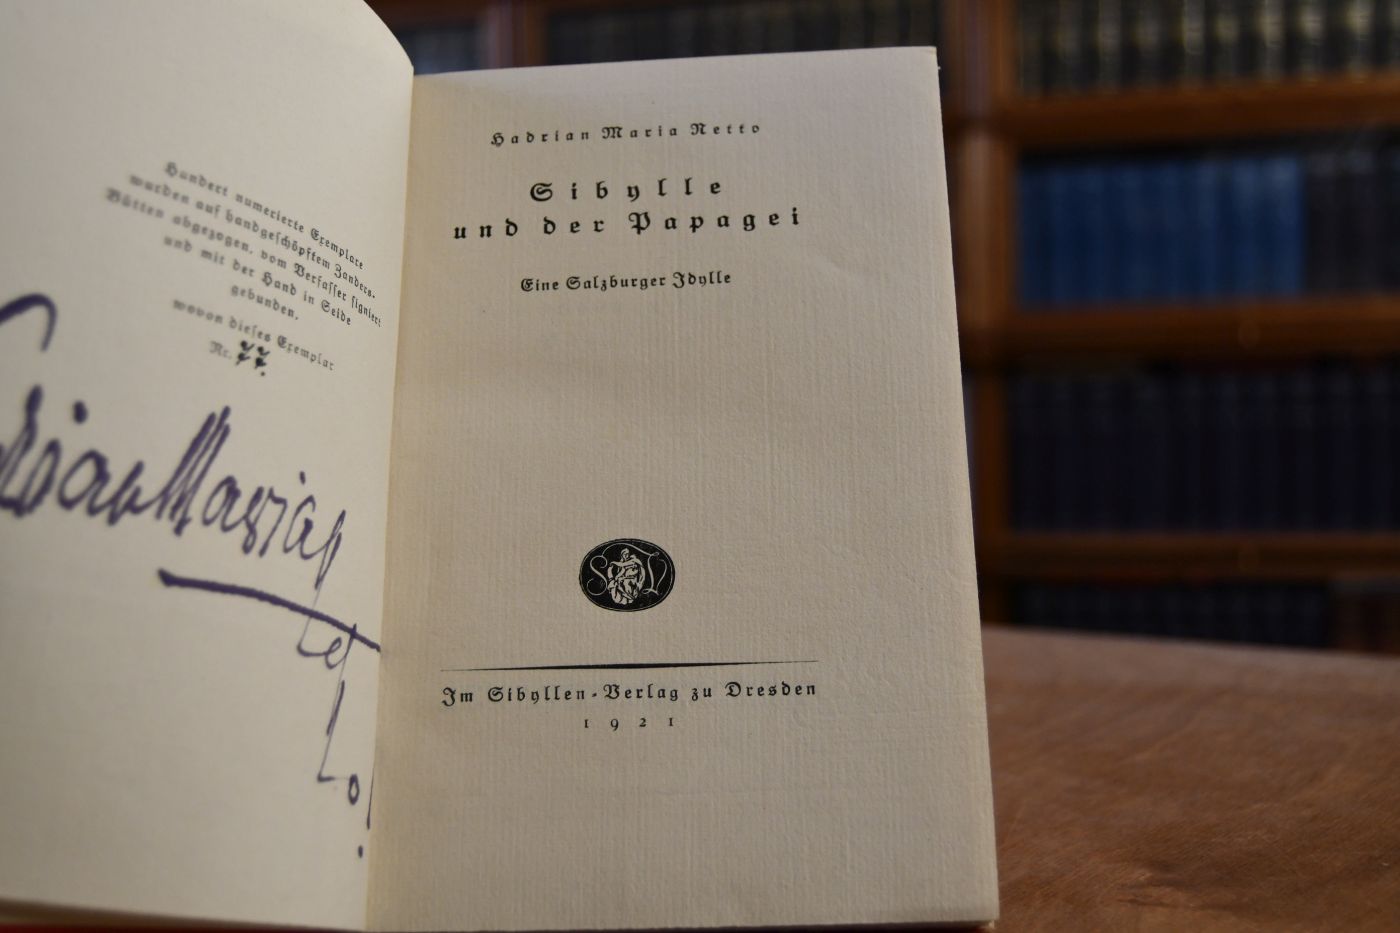 Hundert numerierte Exemplare
wurden auf handgeschöpftem Zanders-
Bütten abgezogen, vom Verfasser signiert
und mit der Hand in Seide
gebunden,
wovon dieses Exemplar
Nr. 77.
Maria
Hadrian Maria Netto
Sibylle
und der Papagei
Eine Salzburger Idylle
Im Sibyllen-Verlag zu Dresden
1921